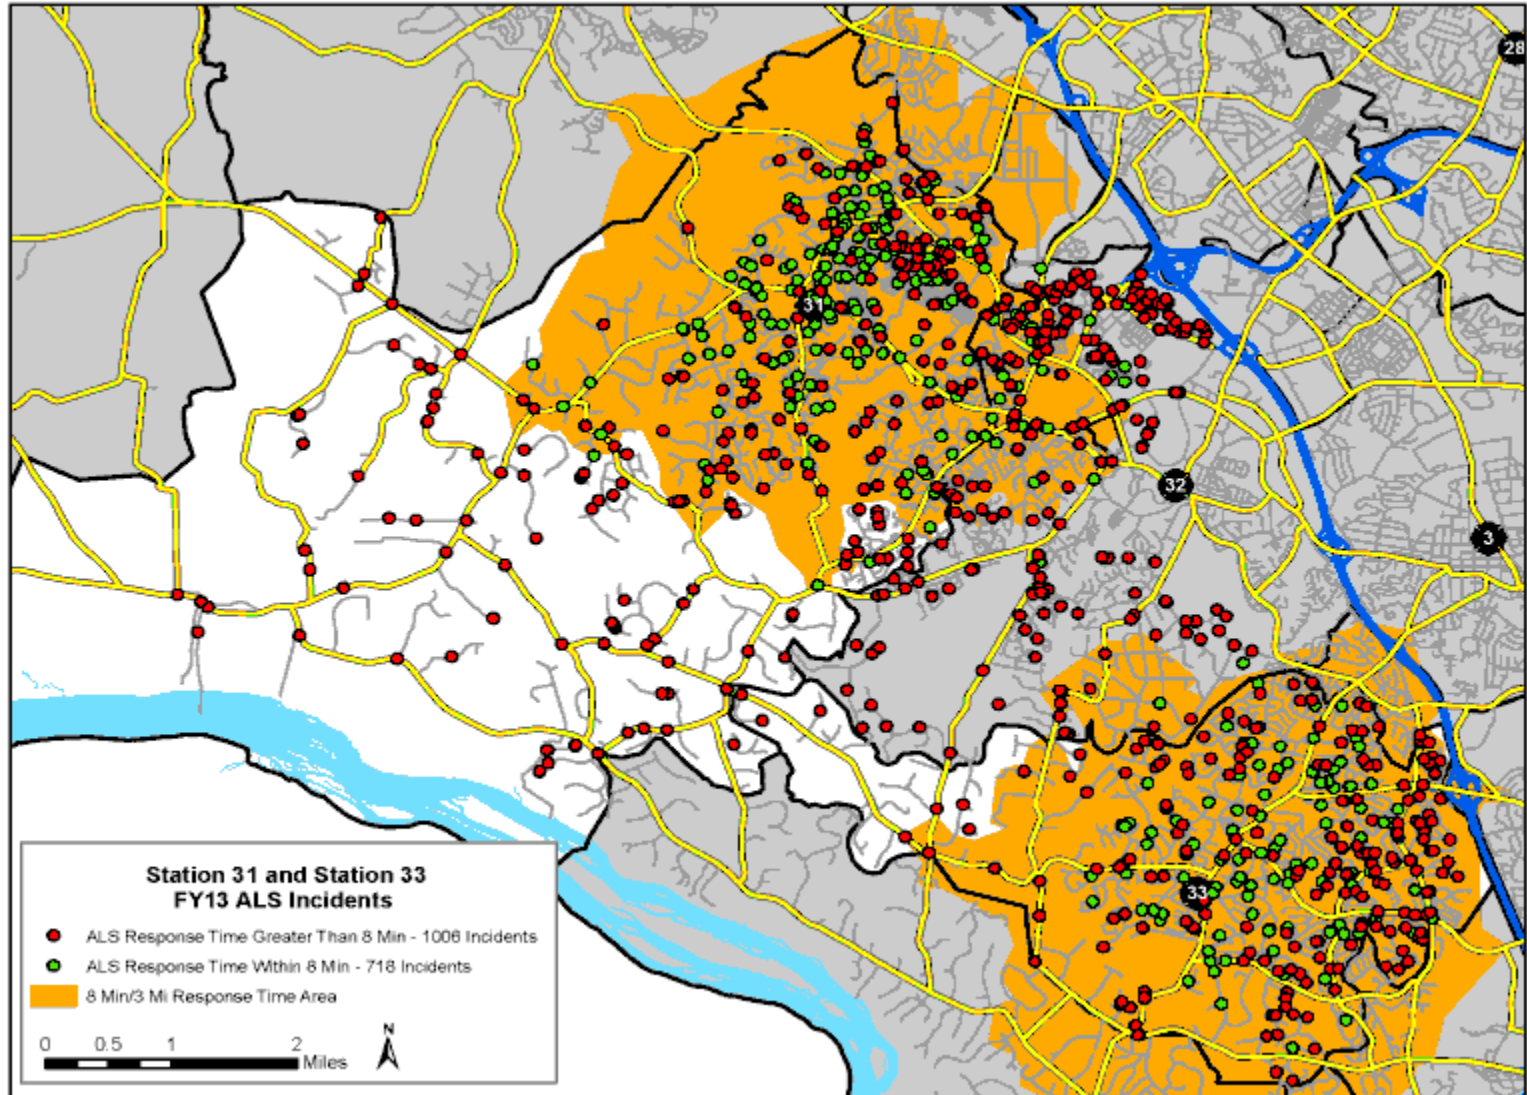 28
31
32
3
33
Station 31 and Station 33
FY13 ALS Incidents
ALS Response Time Greater Than 8 Min - 1006 Incidents
ALS Response Time Within 8 Min - 718 Incidents
8 Min/3 Mi Response Time Area
N
0 0.5 1 2
Miles